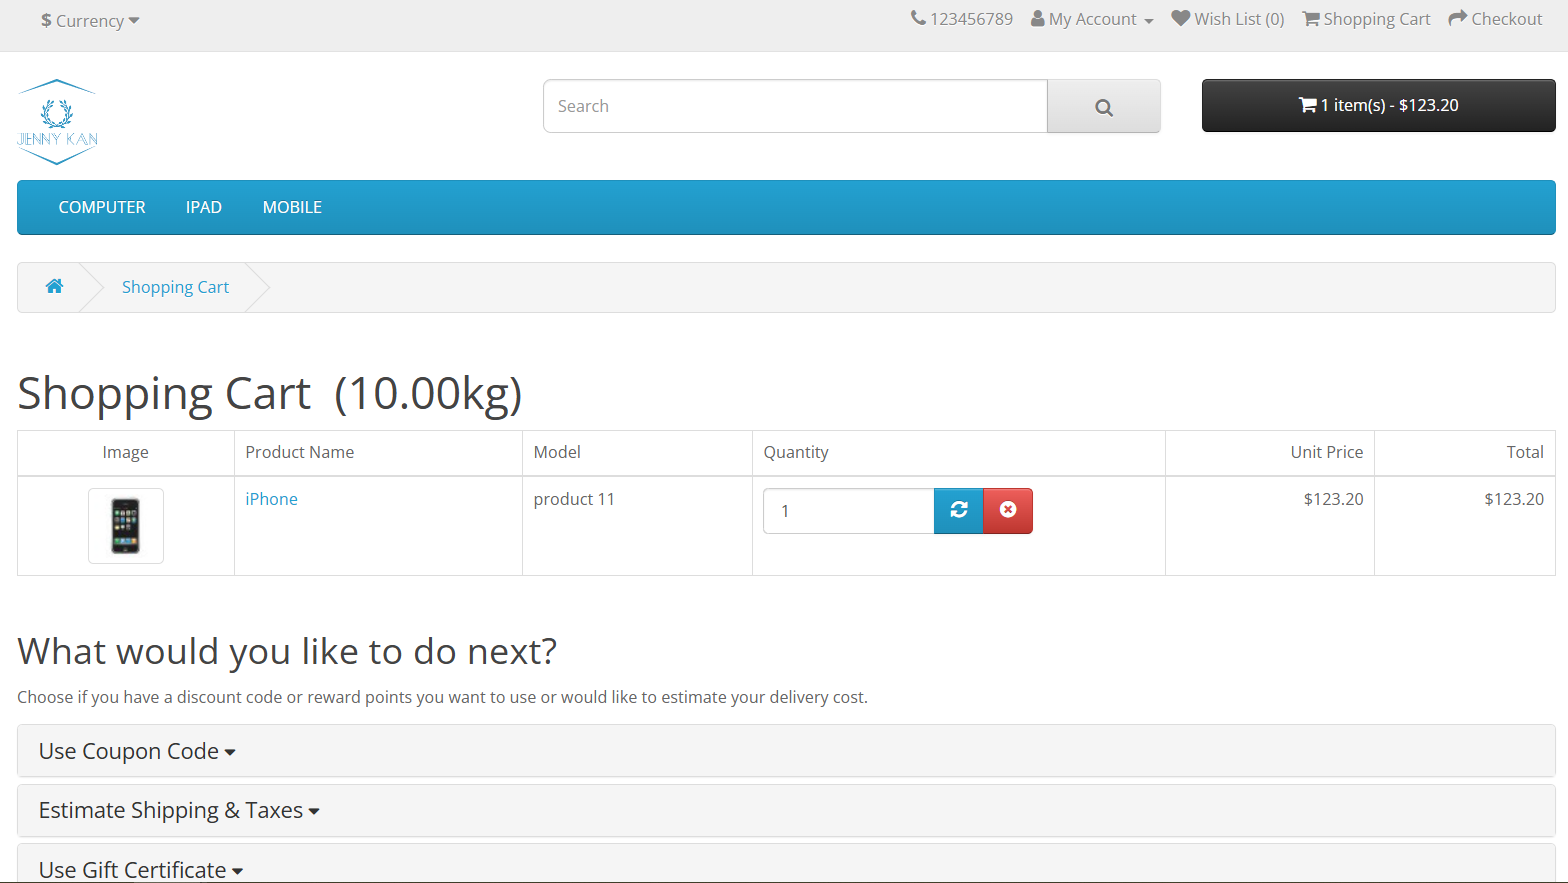 $ Currency
123456789 My Account Wish List (0) Shopping Cart Checkout
JENNY KAN
Search
1 item(s) - $123.20
COMPUTER IPAD MOBILE
Shopping Cart
Shopping Cart (10.00kg)
Image Product Name Model Quantity Unit Price Total
iPhone product 11 1 $123.20 $123.20
What would you like to do next?
Choose if you have a discount code or reward points you want to use or would like to estimate your delivery cost.
Use Coupon Code
Estimate Shipping & Taxes
Use Gift Certificate